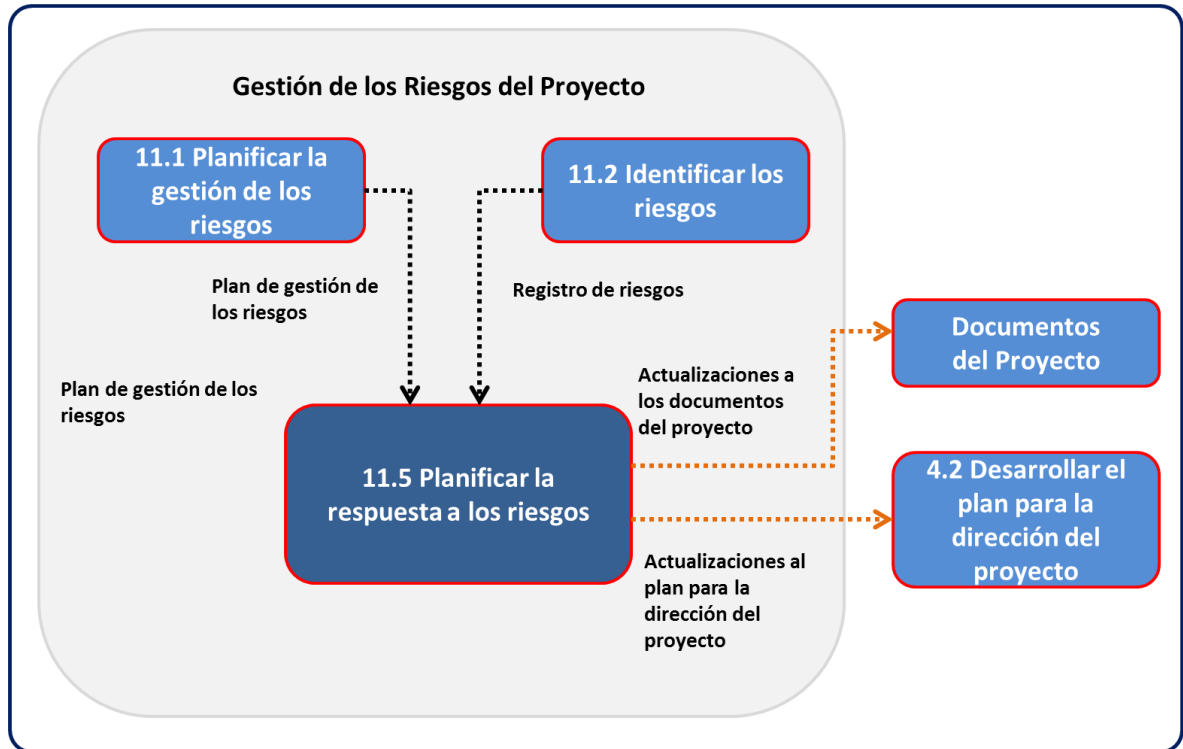 Gestión de los Riesgos del Proyecto
11.1 Planificar la
gestión de los
riesgos
11.2 Identificar los
riesgos
Plan de gestión de
los riesgos
Registro de riesgos
Documentos
del Proyecto
Plan de gestión de los
riesgos
Actualizaciones a
los documentos
del proyecto
11.5 Planificar la
respuesta a los riesgos
4.2 Desarrollar el
plan para la
dirección del
proyecto
Actualizaciones al
plan para la
dirección del
proyecto